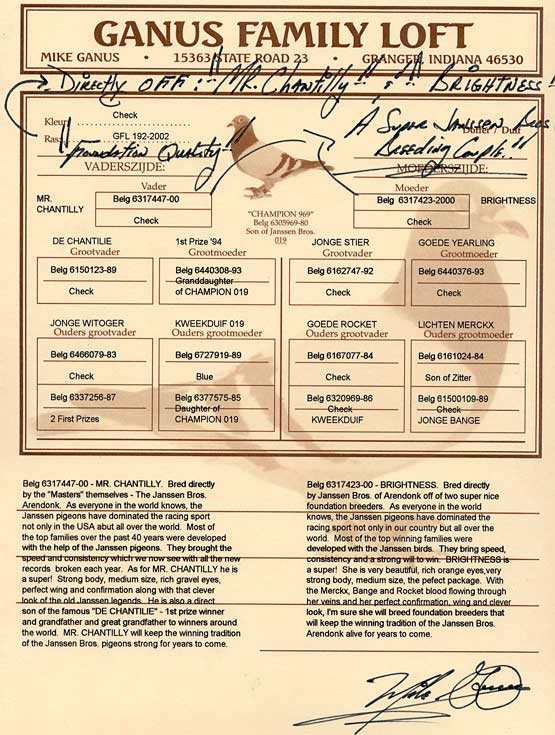 GANUS FAMILY LOFT
MIKE GANUS • 15363 STATE ROAD 23 • GRANGER, INDIANA 46530
Directly OFF: "Mr. Chantilly" & "Brightness!
Kleur Check
Ras GFL 192-2002
"Foundation Quality"
A Super Janssen Bros
Doffer / Duif
Breeding Couple."
VADERSZIJDE:
MOEDERSZIJDE:
Vader
Moeder
MR. CHANTILLY
Belg 6317447-00
Check
"CHAMPION 969"
Belg 6305969-80
Son of Janssen Bros.
019
Belg 6317423-2000
Check
BRIGHTNESS
DE CHANTILIE
Grootvader
Belg 6150123-89
Check
1st Prize '94
Grootmoeder
Belg 6440308-93
Granddaughter
of CHAMPION 019
JONGE STIER
Grootvader
Belg 6162747-92
Check
GOEDE YEARLING
Grootmoeder
Belg 6440376-93
Check
JONGE WITOGER
Ouders grootvader
Belg 6466079-83
Check
Belg 6337256-87
2 First Prizes
KWEEKDUIF 019
Ouders grootmoeder
Belg 6727919-89
Blue
Belg 6377575-85
Daughter of
CHAMPION 019
GOEDE ROCKET
Ouders grootvader
Belg 6167077-84
Check
Belg 6320969-86
Check
KWEEKDUIF
LICHTEN MERCKX
Ouders grootmoeder
Belg 6161024-84
Son of Zitter
Belg 61500109-89
Check
JONGE BANGE
Belg 6317447-00 - MR. CHANTILLY. Bred directly
by the "Masters" themselves - The Janssen Bros.
Arendonk. As everyone in the world knows, the
Janssen pigeons have dominated the racing sport
not only in the USA abut all over the world. Most of
the top families over the past 40 years were developed
with the help of the Janssen pigeons. They brought the
speed and consistency which we now see with all the new
records broken each year. As for MR. CHANTILLY he is
a super! Strong body, medium size, rich gravel eyes,
perfect wing and confirmation along with that clever
look of the old Janssen legends. He is also a direct
son of the famous "DE CHANTILIE" - 1st prize winner
and grandfather and great grandfather to winners around
the world. MR. CHANTILLY will keep the winning tradition
of the Janssen Bros. pigeons strong for years to come.
Belg 6317423-00 - BRIGHTNESS. Bred directly
by Janssen Bros. of Arendonk off of two super nice
foundation breeders. As everyone in the world
knows, the Janssen pigeons have dominated the
racing sport not only in our country but all over the
world. Most of the top winning families were
developed with the Janssen birds. They bring speed,
consistency and a strong will to win. BRIGHTNESS is
a super! She is very beautiful, rich orange eyes,very
strong body, medium size, the pefect package. With
the Merckx, Bange and Rocket blood flowing through
her veins and her perfect confirmation, wing and clever
look, I'm sure she will breed foundation breeders that
will keep the winning tradition of the Janssen Bros.
Arendonk alive for years to come.
Mike Ganus